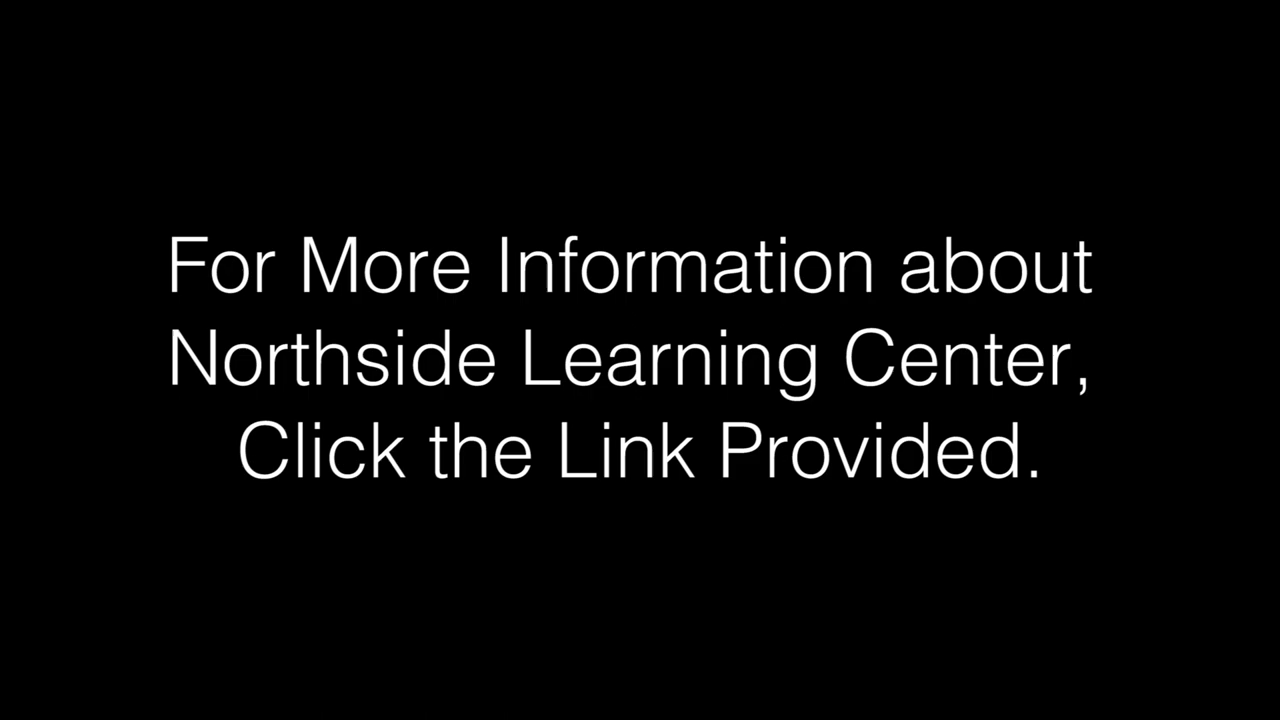 For More Information about
Northside Learning Center,
Click the Link Provided.